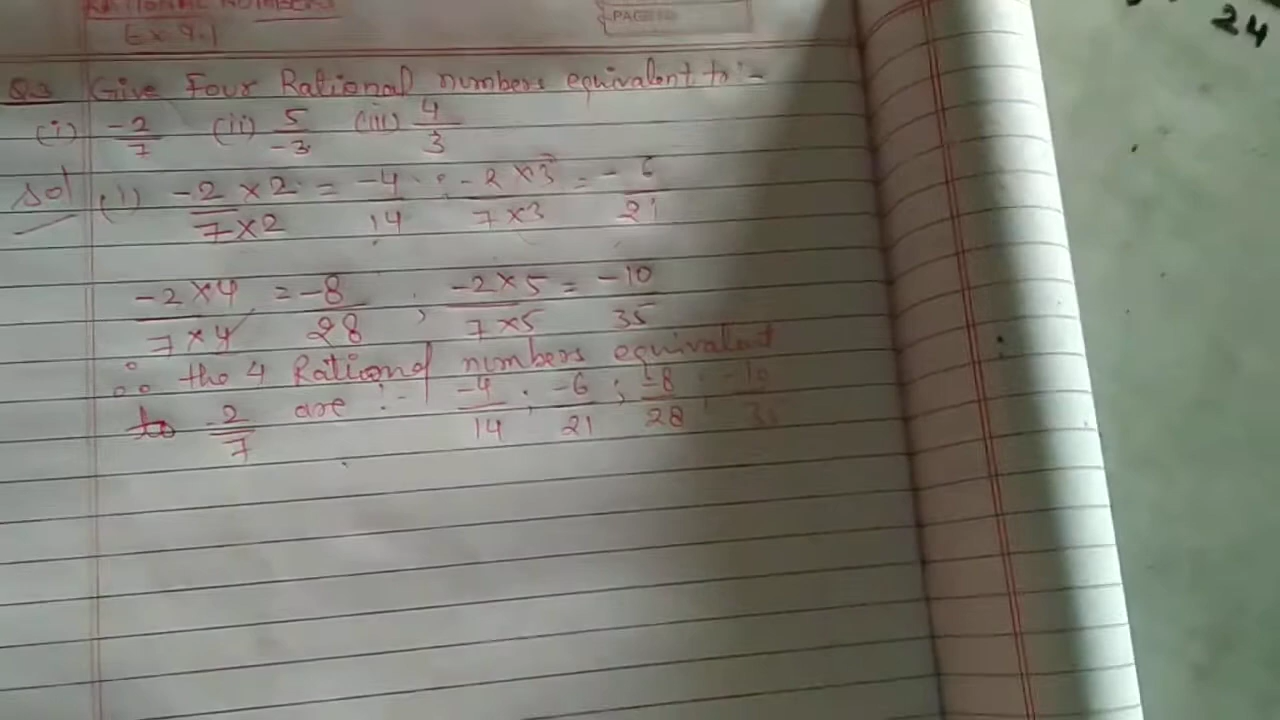 RATIONAL NUMBERS
Ex 9.1
PAGE NO
24
Q.3 Give Four Rational numbers equivalent to :-
(i) -2/7 (ii) 5/-3 (iii) 4/3
Sol (i) -2×2/7×2 = -4/14 ; -2×3/7×3 = -6/21
-2×4/7×4 = -8/28 , -2×5/7×5 = -10/35
∴ the 4 Rational numbers equivalent
to -2/7 are :- -4/14 ; -6/21 ; -8/28 ; -10/35